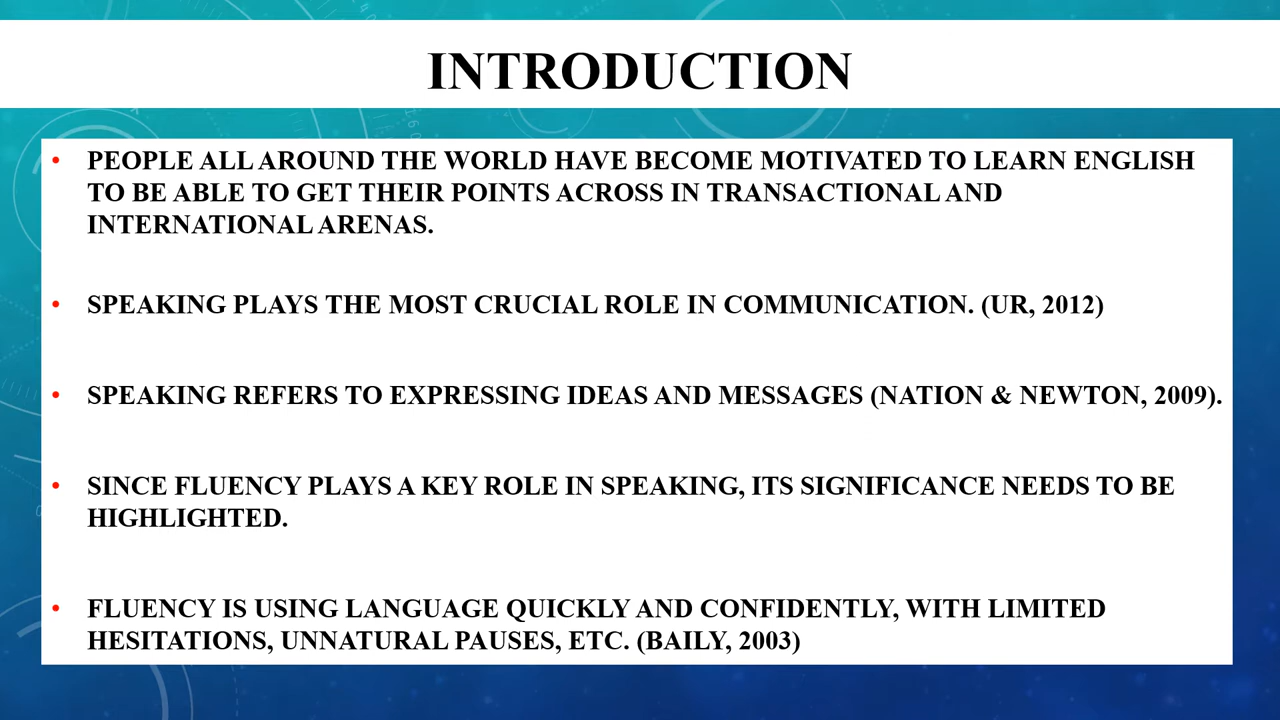 INTRODUCTION
• PEOPLE ALL AROUND THE WORLD HAVE BECOME MOTIVATED TO LEARN ENGLISH
TO BE ABLE TO GET THEIR POINTS ACROSS IN TRANSACTIONAL AND
INTERNATIONAL ARENAS.
• SPEAKING PLAYS THE MOST CRUCIAL ROLE IN COMMUNICATION. (UR, 2012)
• SPEAKING REFERS TO EXPRESSING IDEAS AND MESSAGES (NATION & NEWTON, 2009).
• SINCE FLUENCY PLAYS A KEY ROLE IN SPEAKING, ITS SIGNIFICANCE NEEDS TO BE
HIGHLIGHTED.
• FLUENCY IS USING LANGUAGE QUICKLY AND CONFIDENTLY, WITH LIMITED
HESITATIONS, UNNATURAL PAUSES, ETC. (BAILY, 2003)